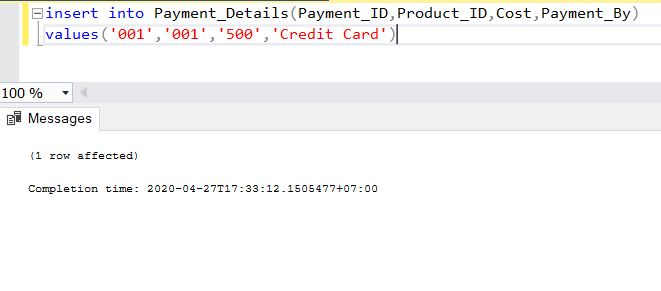 insert into Payment_Details(Payment_ID,Product_ID,Cost,Payment_By)
values('001','001','500','Credit Card')
100 %
Messages
(1 row affected)
Completion time: 2020-04-27T17:33:12.1505477+07:00